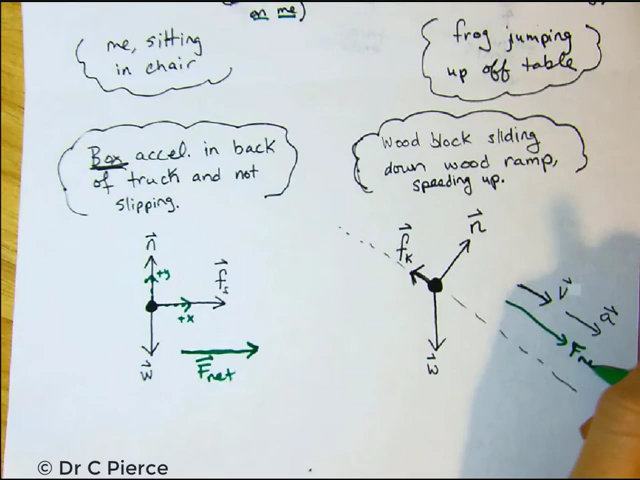 on me)
me, sitting
in chair
frog jumping
up off table
Box accel. in back
of truck and not
slipping.
Wood block sliding
down wood ramp,
speeding up.
n
+y
fs
+x
w
Fnet
n
fk
w
v
a
Fne
© Dr C Pierce